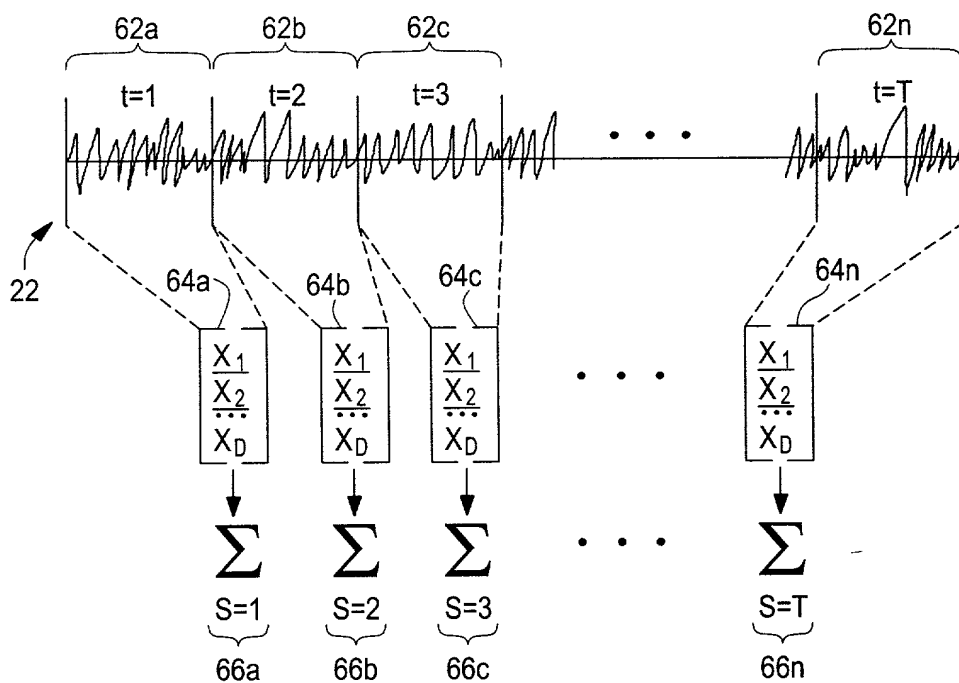 62a 62b 62c 62n
t=1 t=2 t=3 t=T
• • •
22
64a 64b 64c 64n
X1 X1 X1 X1
X2 X2 X2 • • • X2
••• ••• ••• •••
XD XD XD XD
Σ Σ Σ • • • Σ
S=1 S=2 S=3 S=T
66a 66b 66c 66n